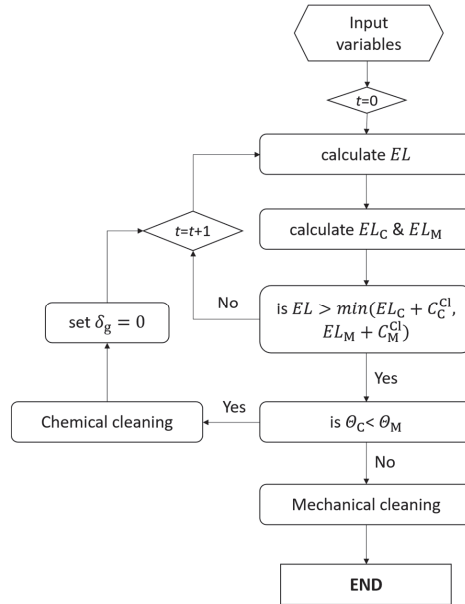 Input
variables
t=0
calculate EL
t=t+1
calculate EL_C & EL_M
No
is EL > min(EL_C + C_C^Cl,
EL_M + C_M^Cl)
set δ_g = 0
Yes
Chemical cleaning
Yes
is Θ_C< Θ_M
No
Mechanical cleaning
END